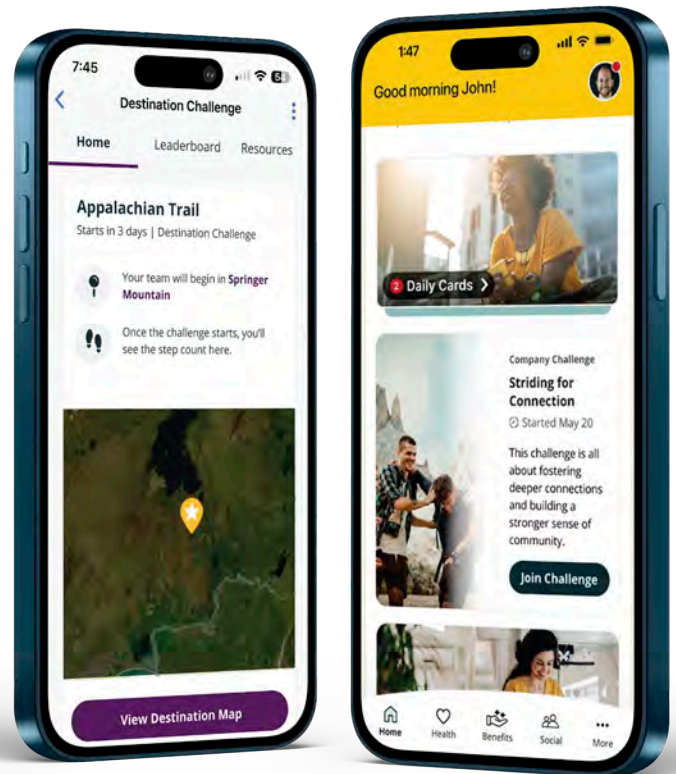 7:45
Destination Challenge
Home Leaderboard Resources
Appalachian Trail
Starts in 3 days | Destination Challenge
Your team will begin in Springer
Mountain
Once the challenge starts, you'll
see the step count here.
View Destination Map
1:47
Good morning John!
2 Daily Cards
Company Challenge
Striding for
Connection
Started May 20
This challenge is all
about fostering
deeper connections
and building a
stronger sense of
community.
Join Challenge
Home Health Benefits Social More